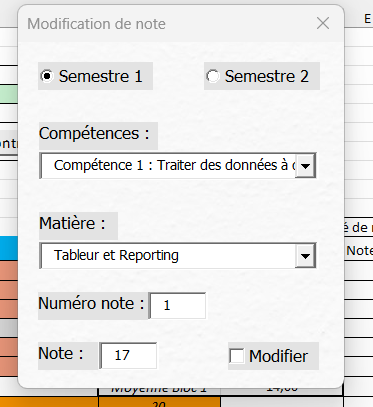 Modification de note
E
Semestre 1 Semestre 2
Compétences :
Compétence 1 : Traiter des données à
Matière :
é de
Tableur et Reporting
Note
Numéro note : 1
Note : 17 Modifier
Moyenne Bloc 1 14,00
20